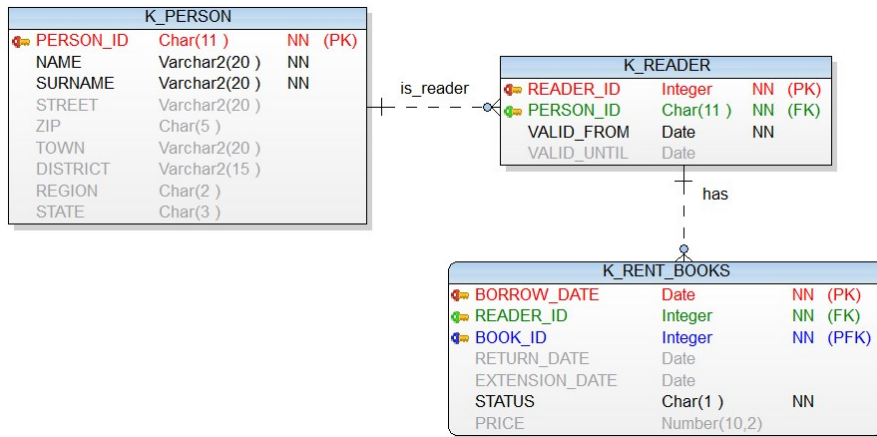 K_PERSON
PERSON_ID Char(11 ) NN (PK)
NAME Varchar2(20 ) NN
SURNAME Varchar2(20 ) NN
STREET Varchar2(20 )
ZIP Char(5 )
TOWN Varchar2(20 )
DISTRICT Varchar2(15 )
REGION Char(2 )
STATE Char(3 )
is_reader
K_READER
READER_ID Integer NN (PK)
PERSON_ID Char(11 ) NN (FK)
VALID_FROM Date NN
VALID_UNTIL Date
has
K_RENT_BOOKS
BORROW_DATE Date NN (PK)
READER_ID Integer NN (FK)
BOOK_ID Integer NN (PFK)
RETURN_DATE Date
EXTENSION_DATE Date
STATUS Char(1 ) NN
PRICE Number(10,2)